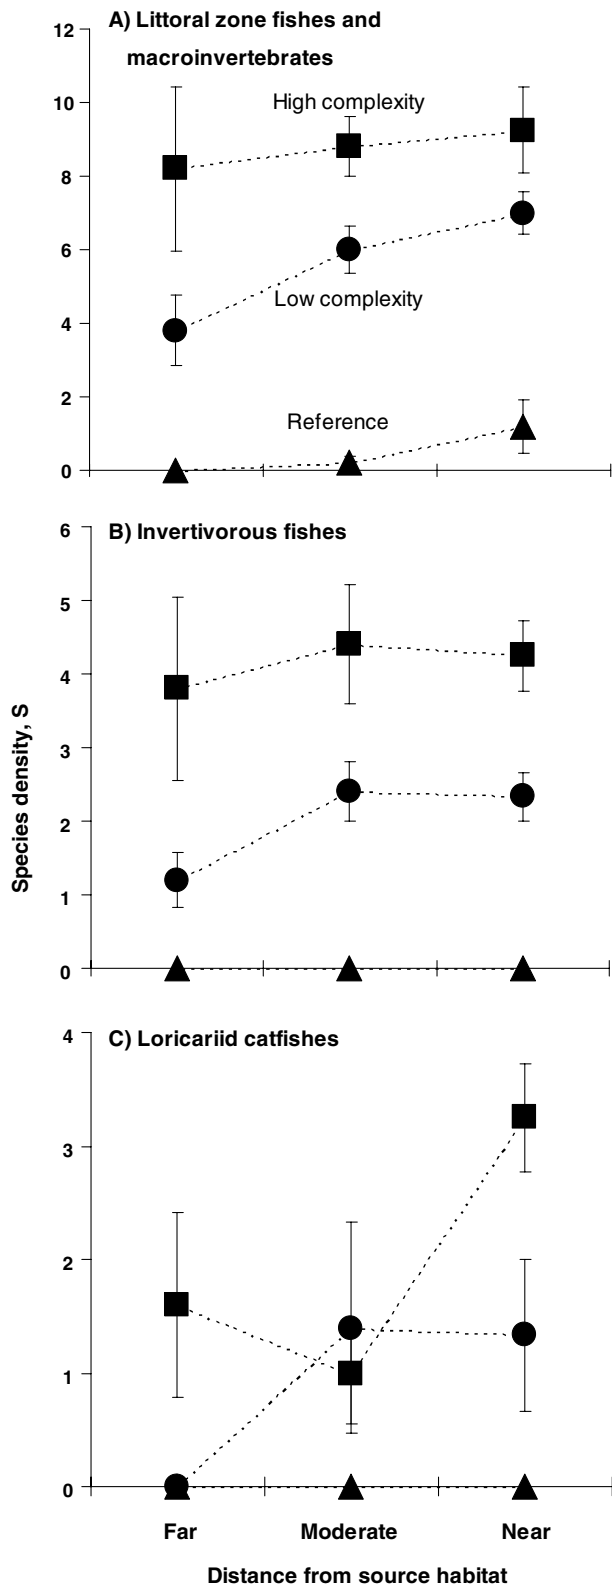 A) Littoral zone fishes and
macroinvertebrates
12
10
8
6
4
2
0
High complexity
Low complexity
Reference
B) Invertivorous fishes
6
5
4
3
2
1
0
Species density, S
C) Loricariid catfishes
4
3
2
1
0
Far Moderate Near
Distance from source habitat